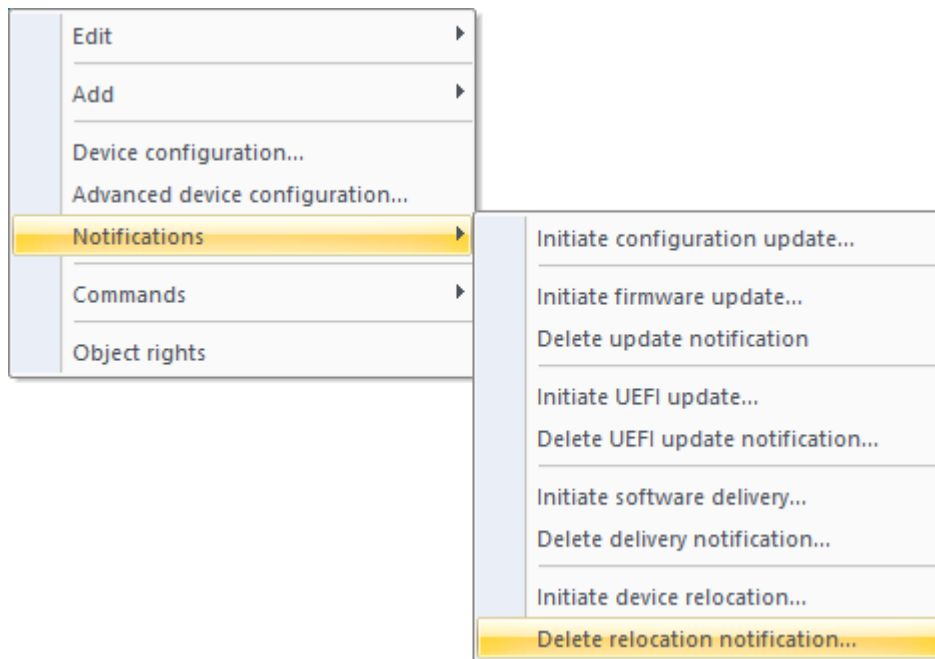 Edit
Add
Device configuration...
Advanced device configuration...
Notifications
Commands
Object rights
Initiate configuration update...
Initiate firmware update...
Delete update notification
Initiate UEFI update...
Delete UEFI update notification...
Initiate software delivery...
Delete delivery notification...
Initiate device relocation...
Delete relocation notification...